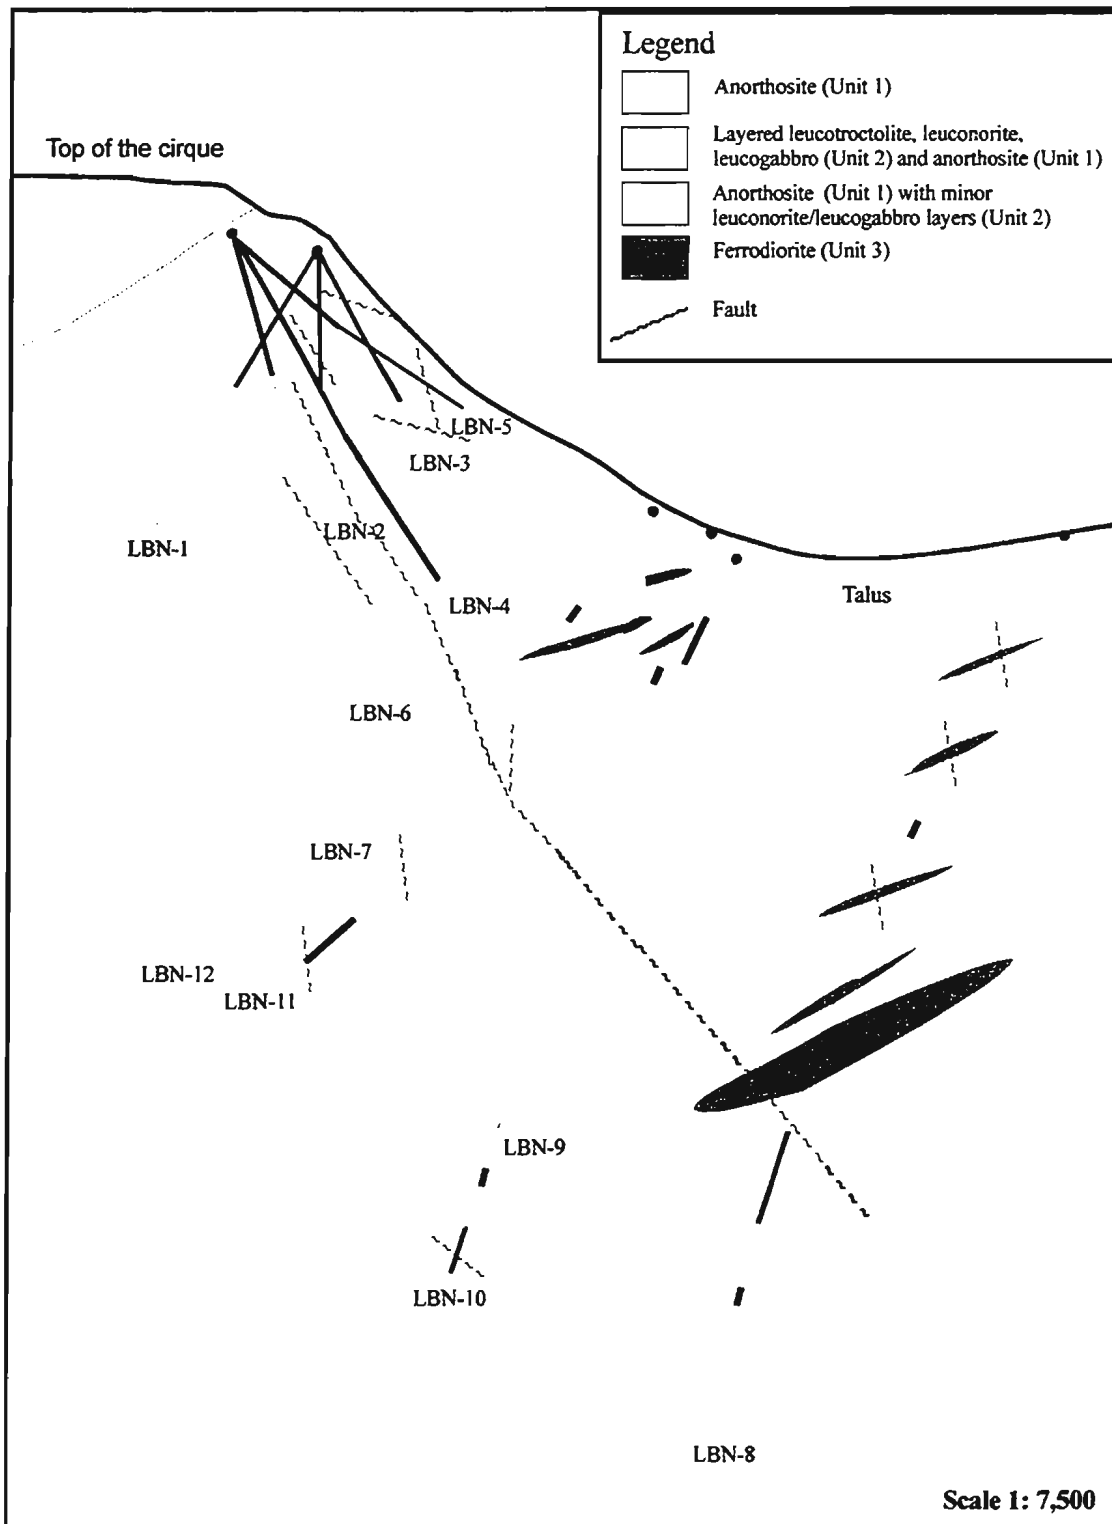 Legend
Anorthosite (Unit 1)
Layered leucotroctolite, leuconorite,
leucogabbro (Unit 2) and anorthosite (Unit 1)
Anorthosite (Unit 1) with minor
leuconorite/leucogabbro layers (Unit 2)
Ferrodiorite (Unit 3)
Fault
Top of the cirque
LBN-5
LBN-3
LBN-2
LBN-1
LBN-4
Talus
LBN-6
LBN-7
LBN-12
LBN-11
LBN-9
LBN-10
LBN-8
Scale 1: 7,500